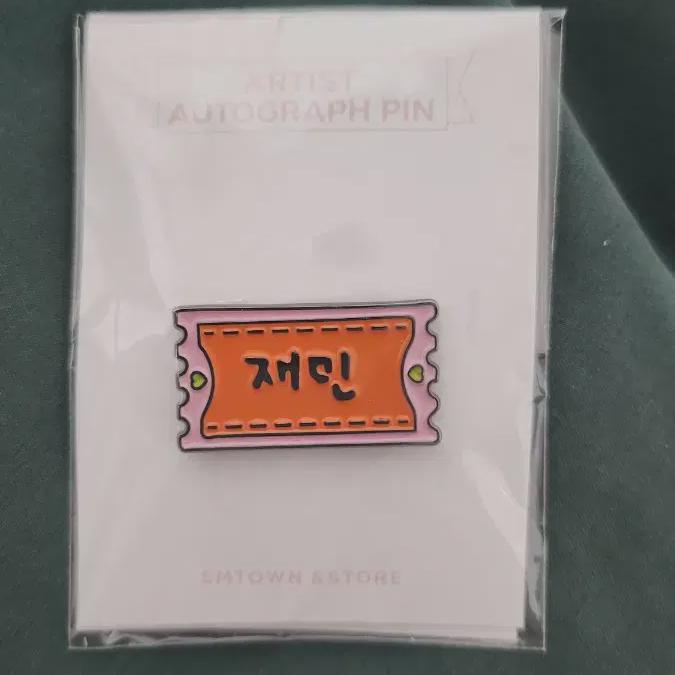 ARTIST
AUTOGRAPH PIN
재민
SMTOWN &STORE